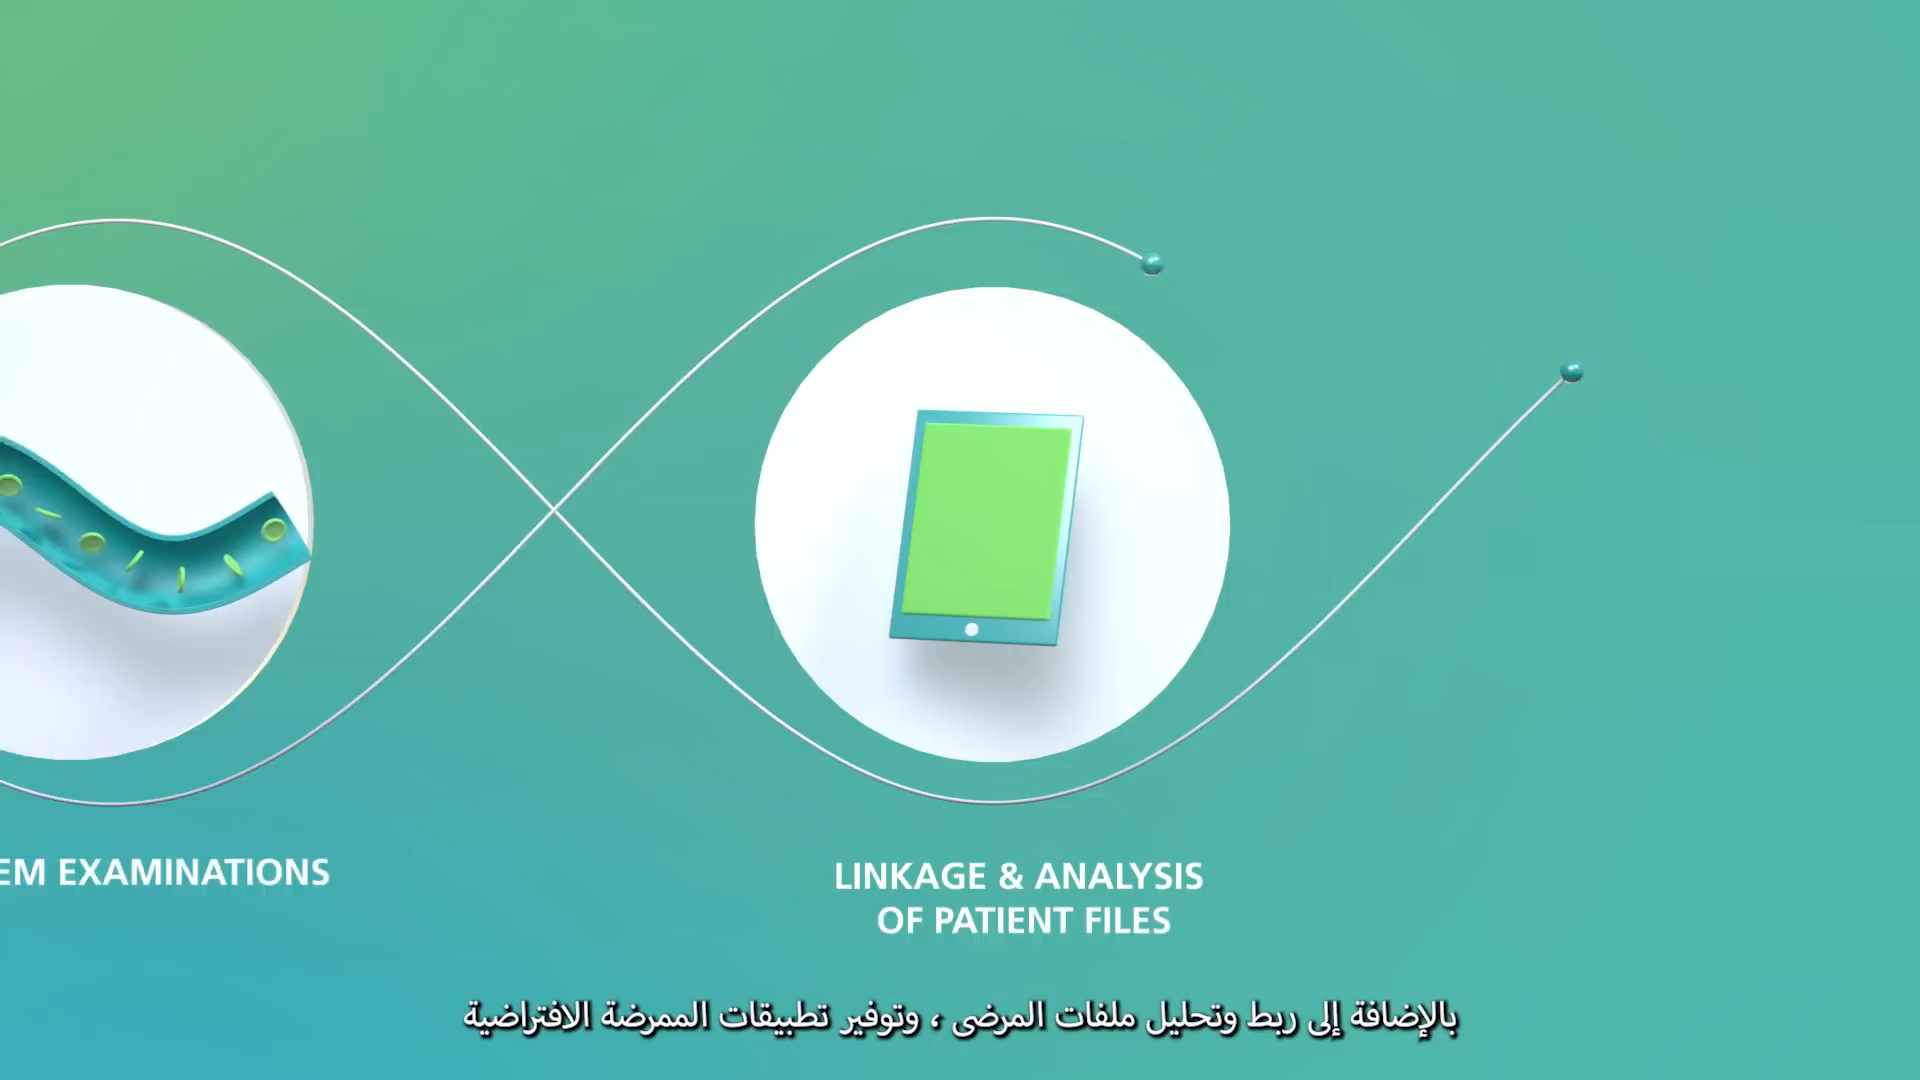 EM EXAMINATIONS
LINKAGE & ANALYSIS
OF PATIENT FILES
بالإضافة إلى ربط وتحليل ملفات المرضى ، وتوفير تطبيقات الممرضة الافتراضية